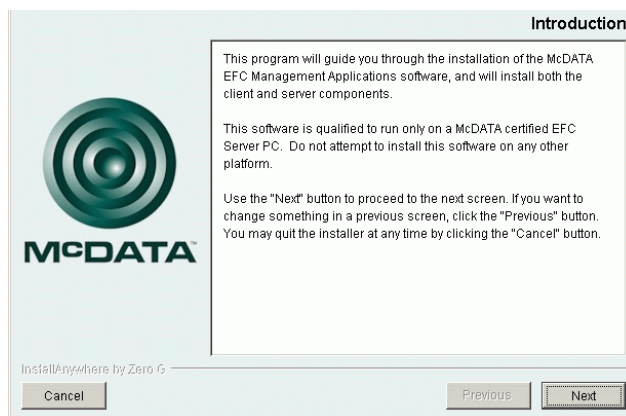 Introduction
This program will guide you through the installation of the McDATA
EFC Management Applications software, and will install both the
client and server components.
This software is qualified to run only on a McDATA certified EFC
Server PC. Do not attempt to install this software on any other
platform.
Use the "Next" button to proceed to the next screen. If you want to
change something in a previous screen, click the "Previous" button.
You may quit the installer at any time by clicking the "Cancel" button.
McDATA™
InstallAnywhere by Zero G
Cancel
Previous
Next